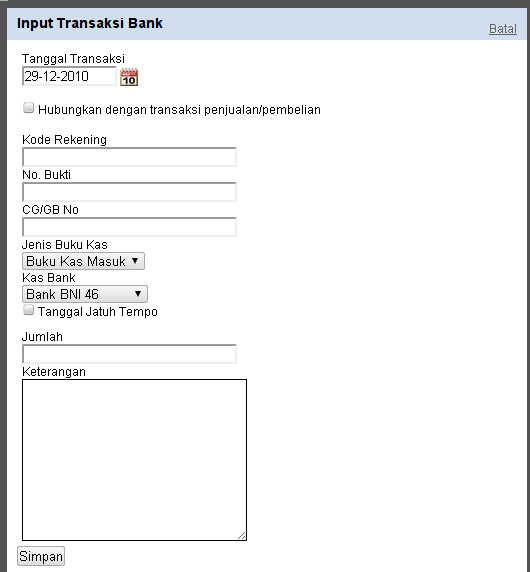 Input Transaksi Bank
Batal
Tanggal Transaksi
29-12-2010
10
Hubungkan dengan transaksi penjualan/pembelian
Kode Rekening
No. Bukti
CG/GB No
Jenis Buku Kas
Buku Kas Masuk
Kas Bank
Bank BNI 46
Tanggal Jatuh Tempo
Jumlah
Keterangan
Simpan